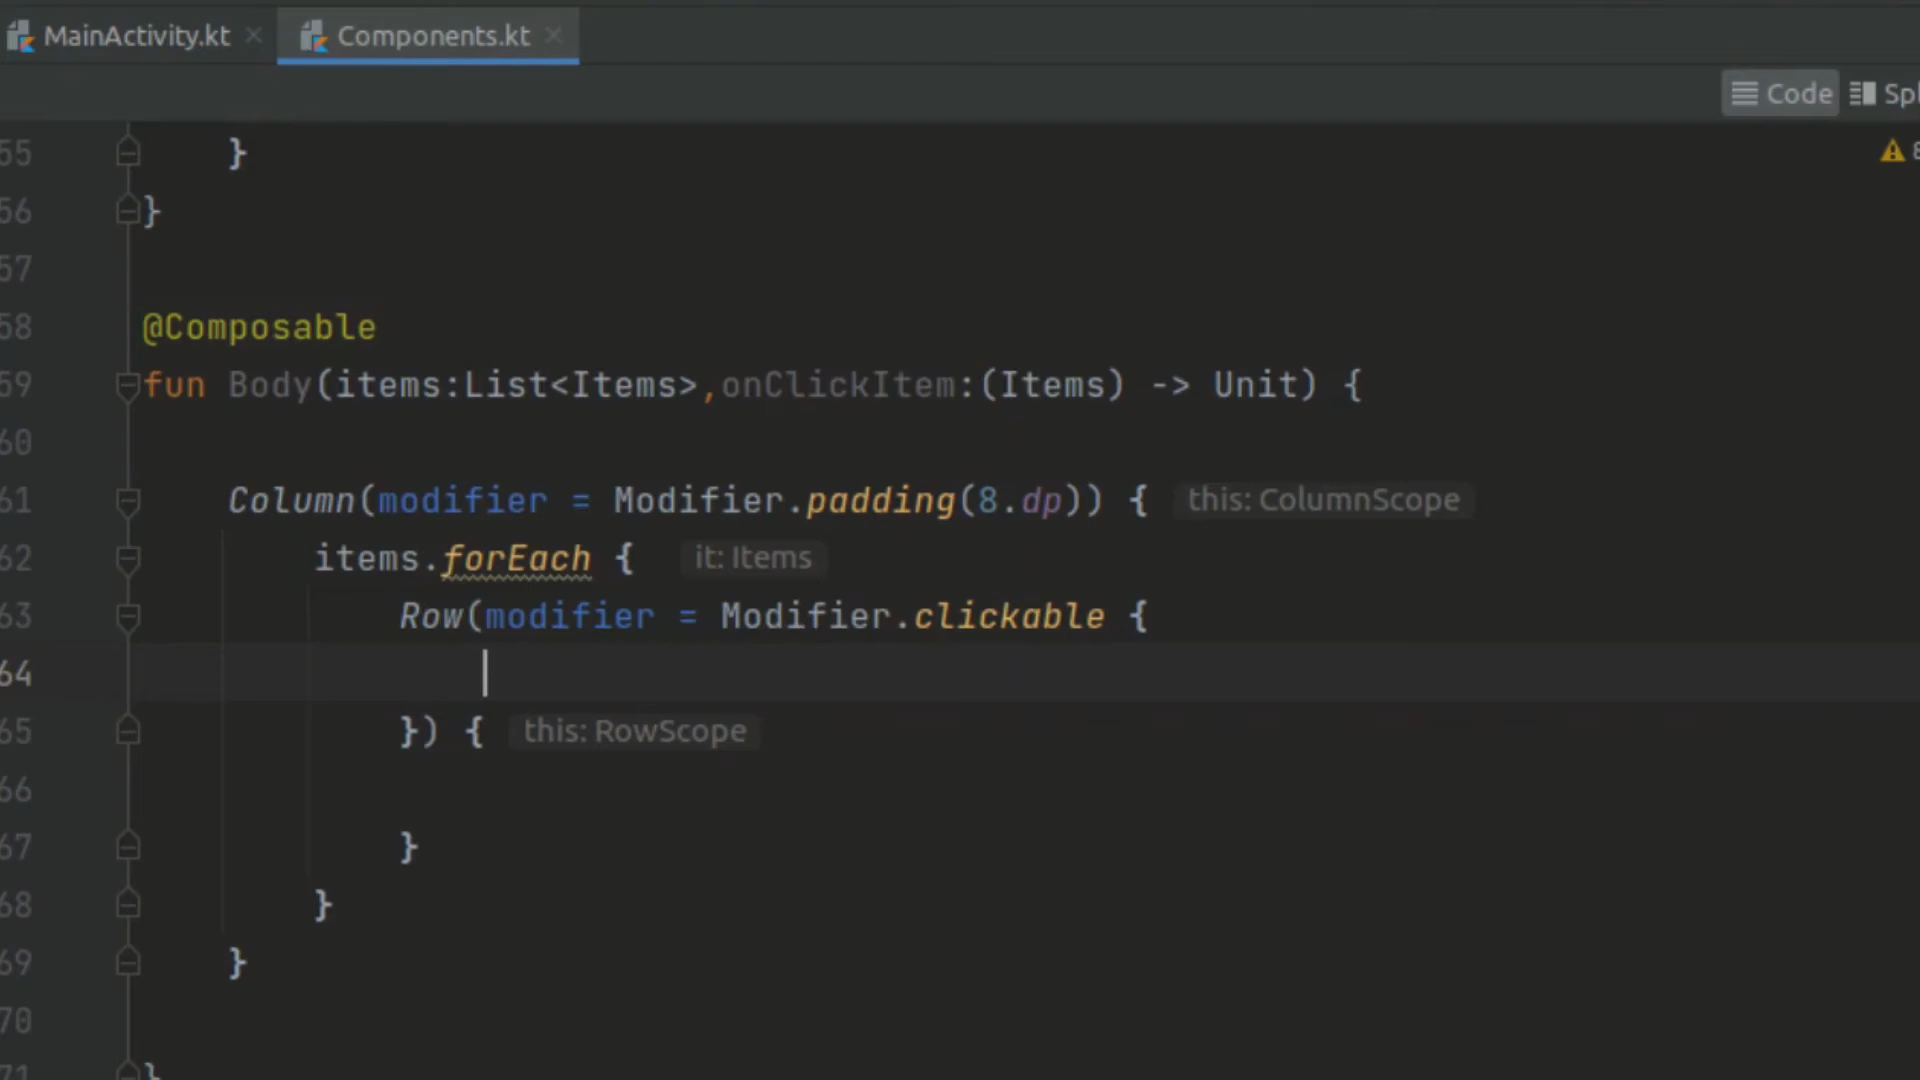 MainActivity.kt Components.kt
Code
55 }
56 }
57
58 @Composable
59 fun Body(items:List<Items>,onClickItem:(Items) -> Unit) {
60
61 Column(modifier = Modifier.padding(8.dp)) { this: ColumnScope
62 items.forEach { it: Items
63 Row(modifier = Modifier.clickable {
64
65 }) { this: RowScope
66
67 }
68 }
69 }
70
71 }